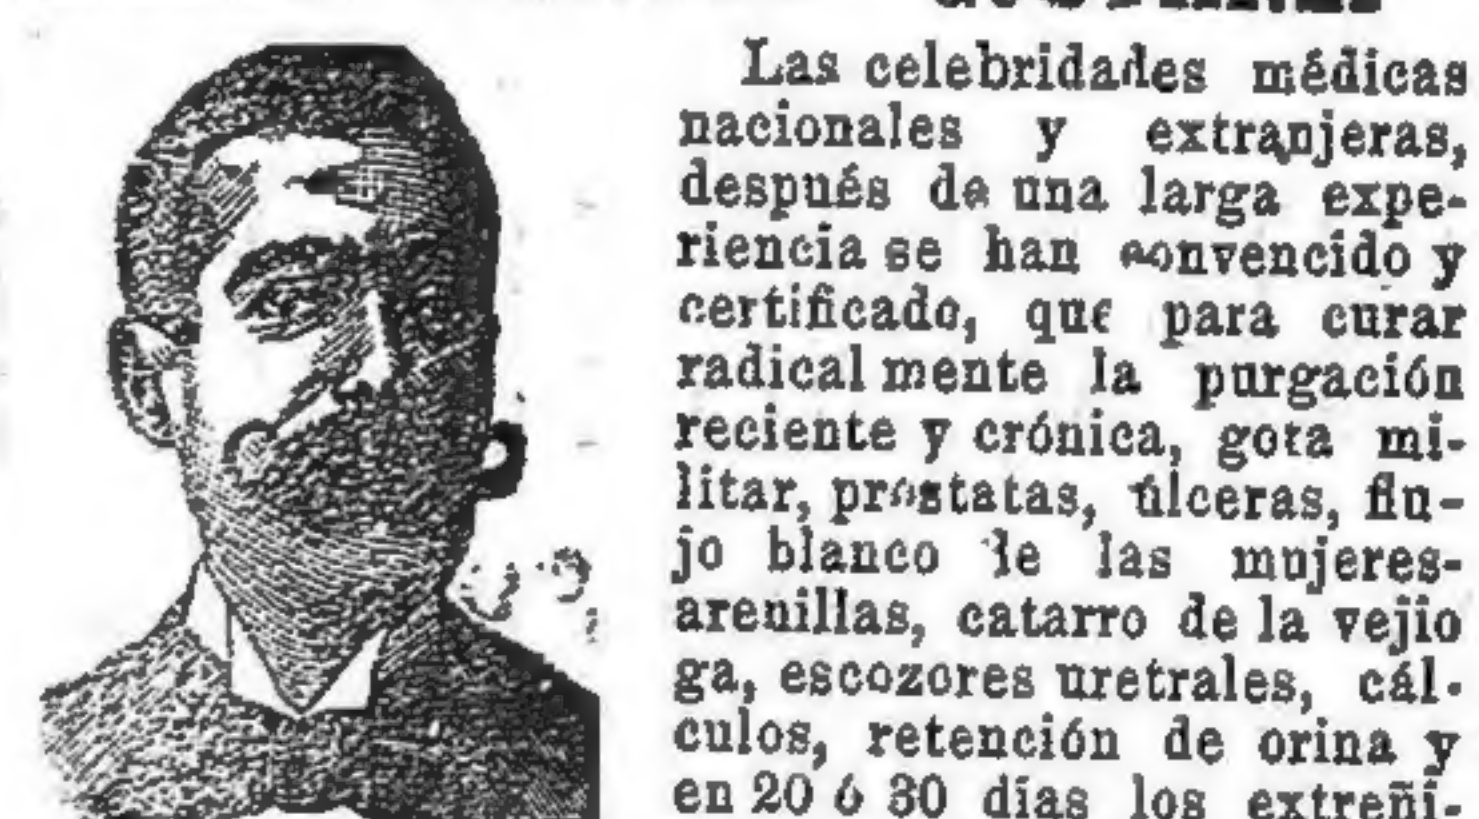 Las celebridades médicas
nacionales y extranjeras,
después de una larga expe-
riencia se han convencido y
certificado, que para curar
radical mente la purgación
reciente y crónica, gota mi-
litar, prostatas, úlceras, flu-
jo blanco de las mujeres-
arenillas, catarro de la vejio
ga, escozores uretrales, cál-
culos, retención de orina y
en 20 ó 30 días los extreñi-